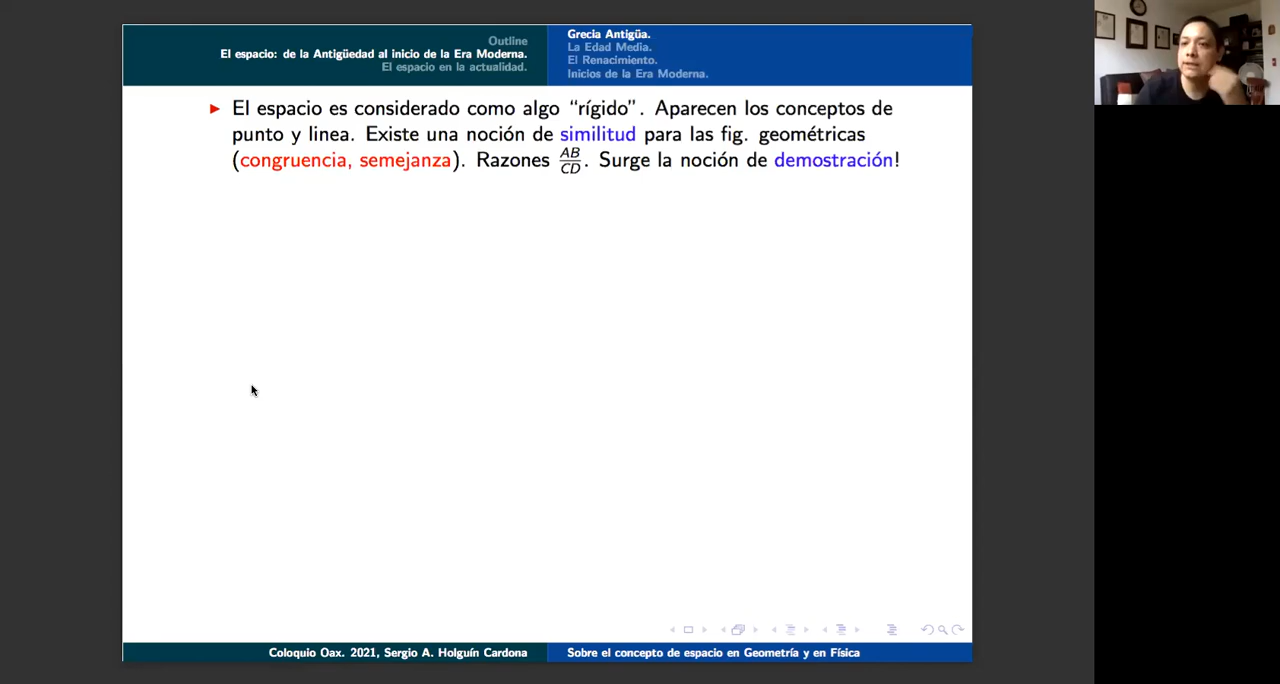 Outline
El espacio: de la Antigüedad al inicio de la Era Moderna.
El espacio en la actualidad.
Grecia Antigüa.
La Edad Media.
El Renacimiento.
Inicios de la Era Moderna.
► El espacio es considerado como algo “rígido”. Aparecen los conceptos de
punto y linea. Existe una noción de similitud para las fig. geométricas
(congruencia, semejanza). Razones AB/CD. Surge la noción de demostración!
Coloquio Oax. 2021, Sergio A. Holguín Cardona
Sobre el concepto de espacio en Geometría y en Física